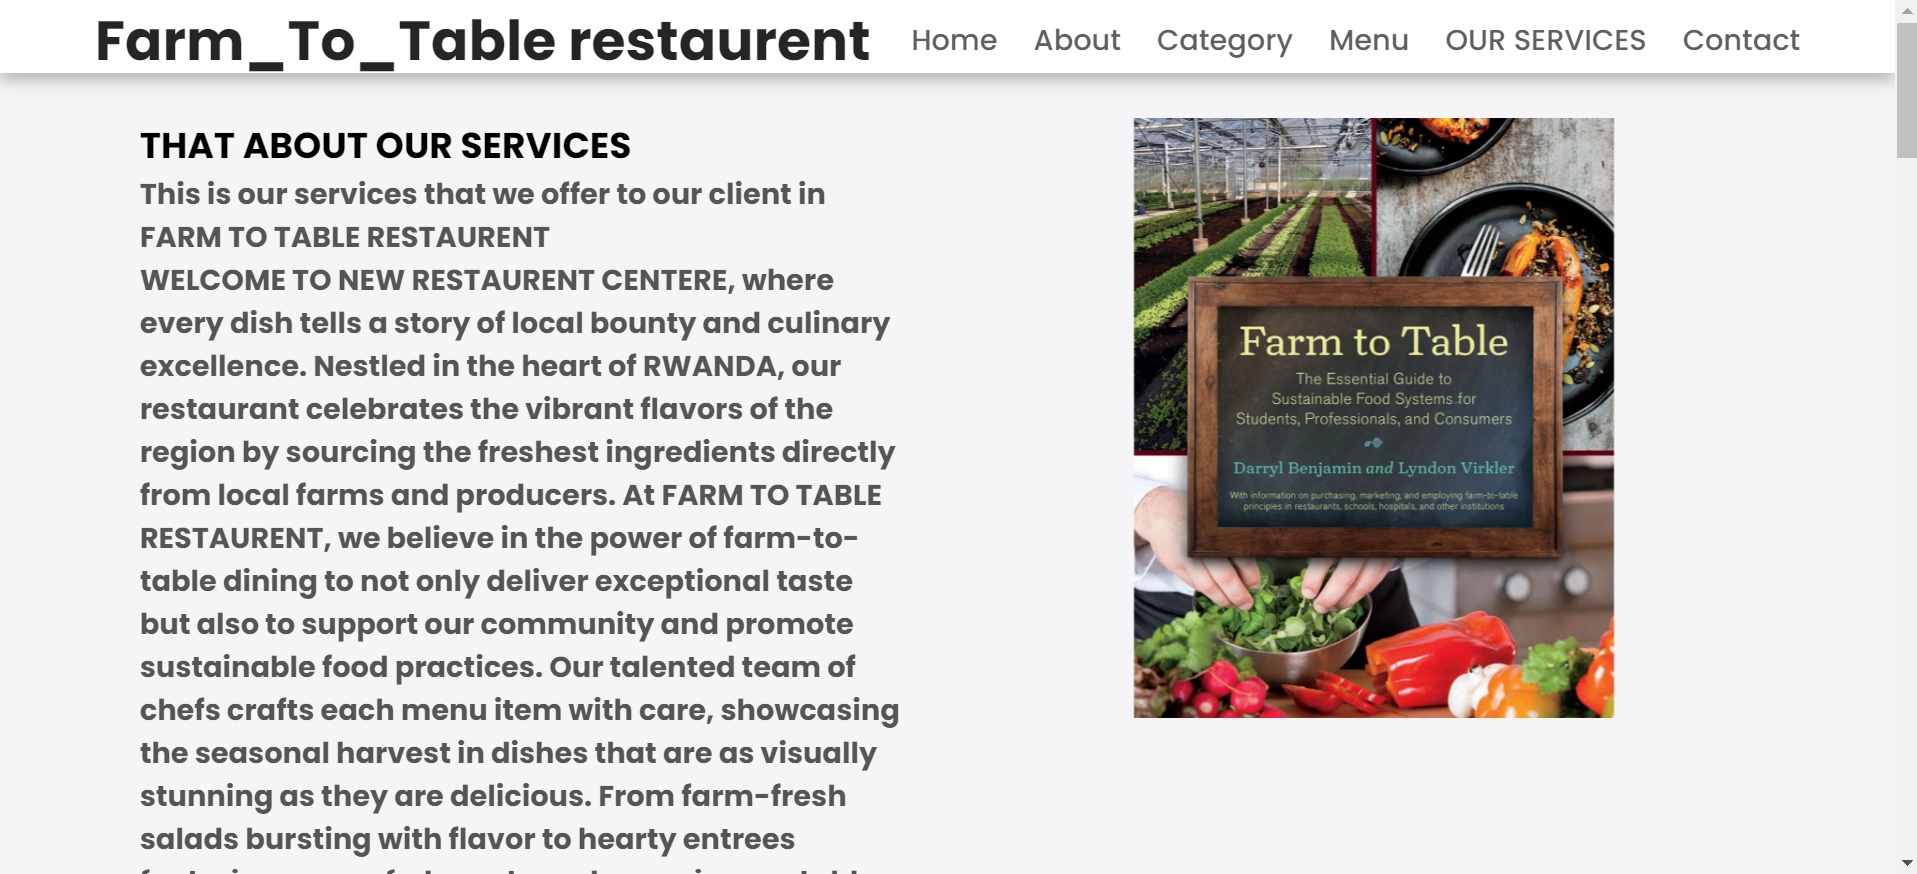 Farm_To_Table restaurent
Home About Category Menu OUR SERVICES Contact
THAT ABOUT OUR SERVICES
This is our services that we offer to our client in
FARM TO TABLE RESTAURENT
WELCOME TO NEW RESTAURENT CENTERE, where
every dish tells a story of local bounty and culinary
excellence. Nestled in the heart of RWANDA, our
restaurant celebrates the vibrant flavors of the
region by sourcing the freshest ingredients directly
from local farms and producers. At FARM TO TABLE
RESTAURENT, we believe in the power of farm-to-
table dining to not only deliver exceptional taste
but also to support our community and promote
sustainable food practices. Our talented team of
chefs crafts each menu item with care, showcasing
the seasonal harvest in dishes that are as visually
stunning as they are delicious. From farm-fresh
salads bursting with flavor to hearty entrees
Farm to Table
The Essential Guide to
Sustainable Food Systems for
Students, Professionals, and Consumers
Darryl Benjamin and Lyndon Virkler
With information on purchasing, marketing, and employing farm-to-table
principles in restaurants, schools, hospitals, and other institutions